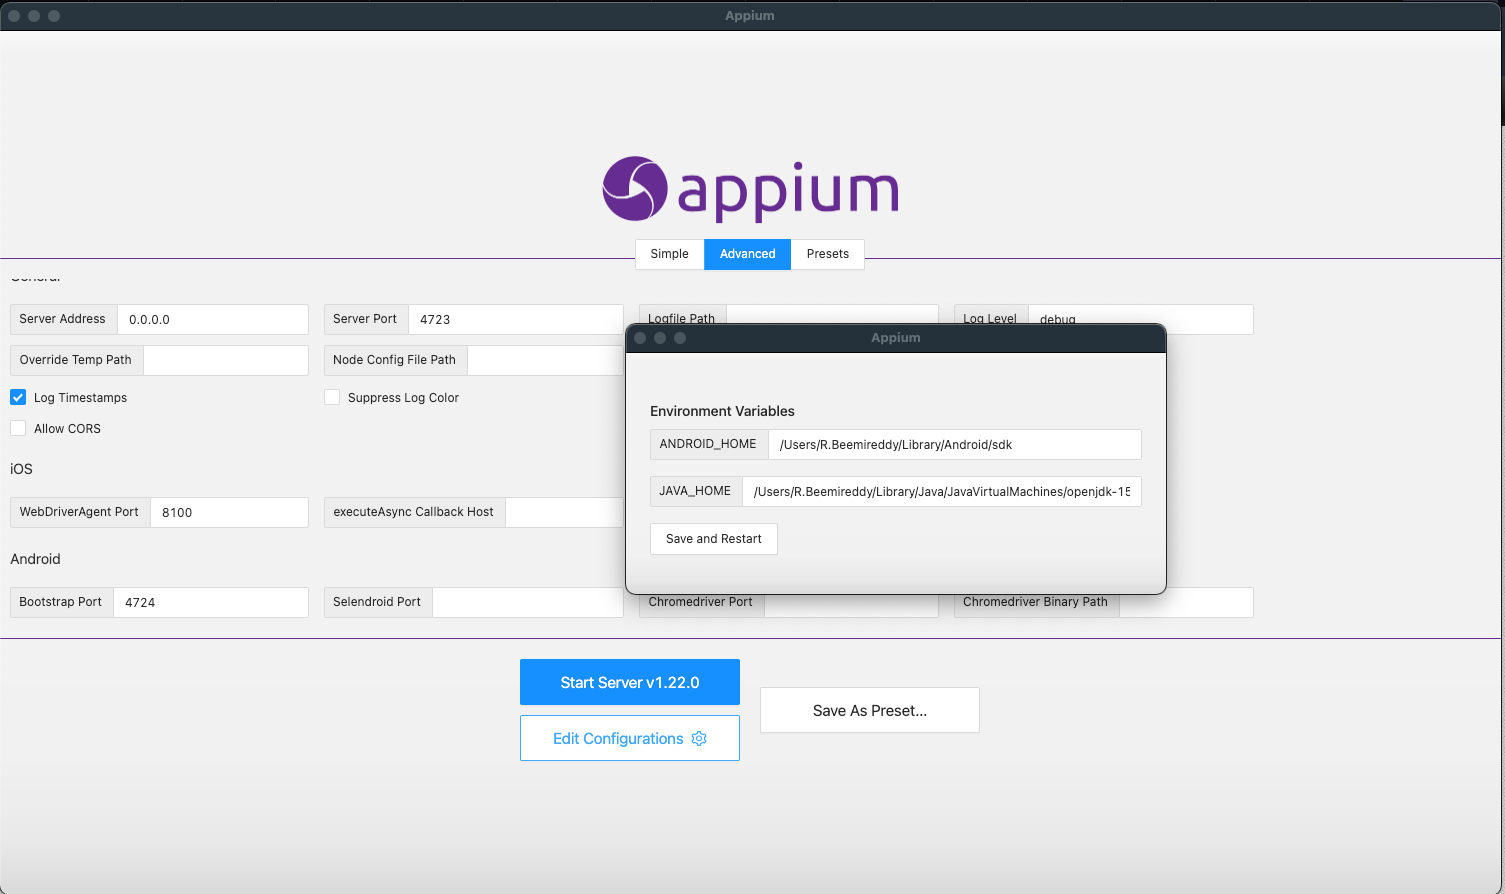 Appium
appium
Simple Advanced Presets
General
Server Address 0.0.0.0 Server Port 4723 Logfile Path Log Level debug
Override Temp Path Node Config File Path
Log Timestamps Suppress Log Color
Allow CORS
iOS
WebDriverAgent Port 8100 executeAsync Callback Host
Android
Bootstrap Port 4724 Selendroid Port Chromedriver Port Chromedriver Binary Path
Start Server v1.22.0
Edit Configurations
Save As Preset...
Appium
Environment Variables
ANDROID_HOME /Users/R.Beemireddy/Library/Android/sdk
JAVA_HOME /Users/R.Beemireddy/Library/Java/JavaVirtualMachines/openjdk-15
Save and Restart